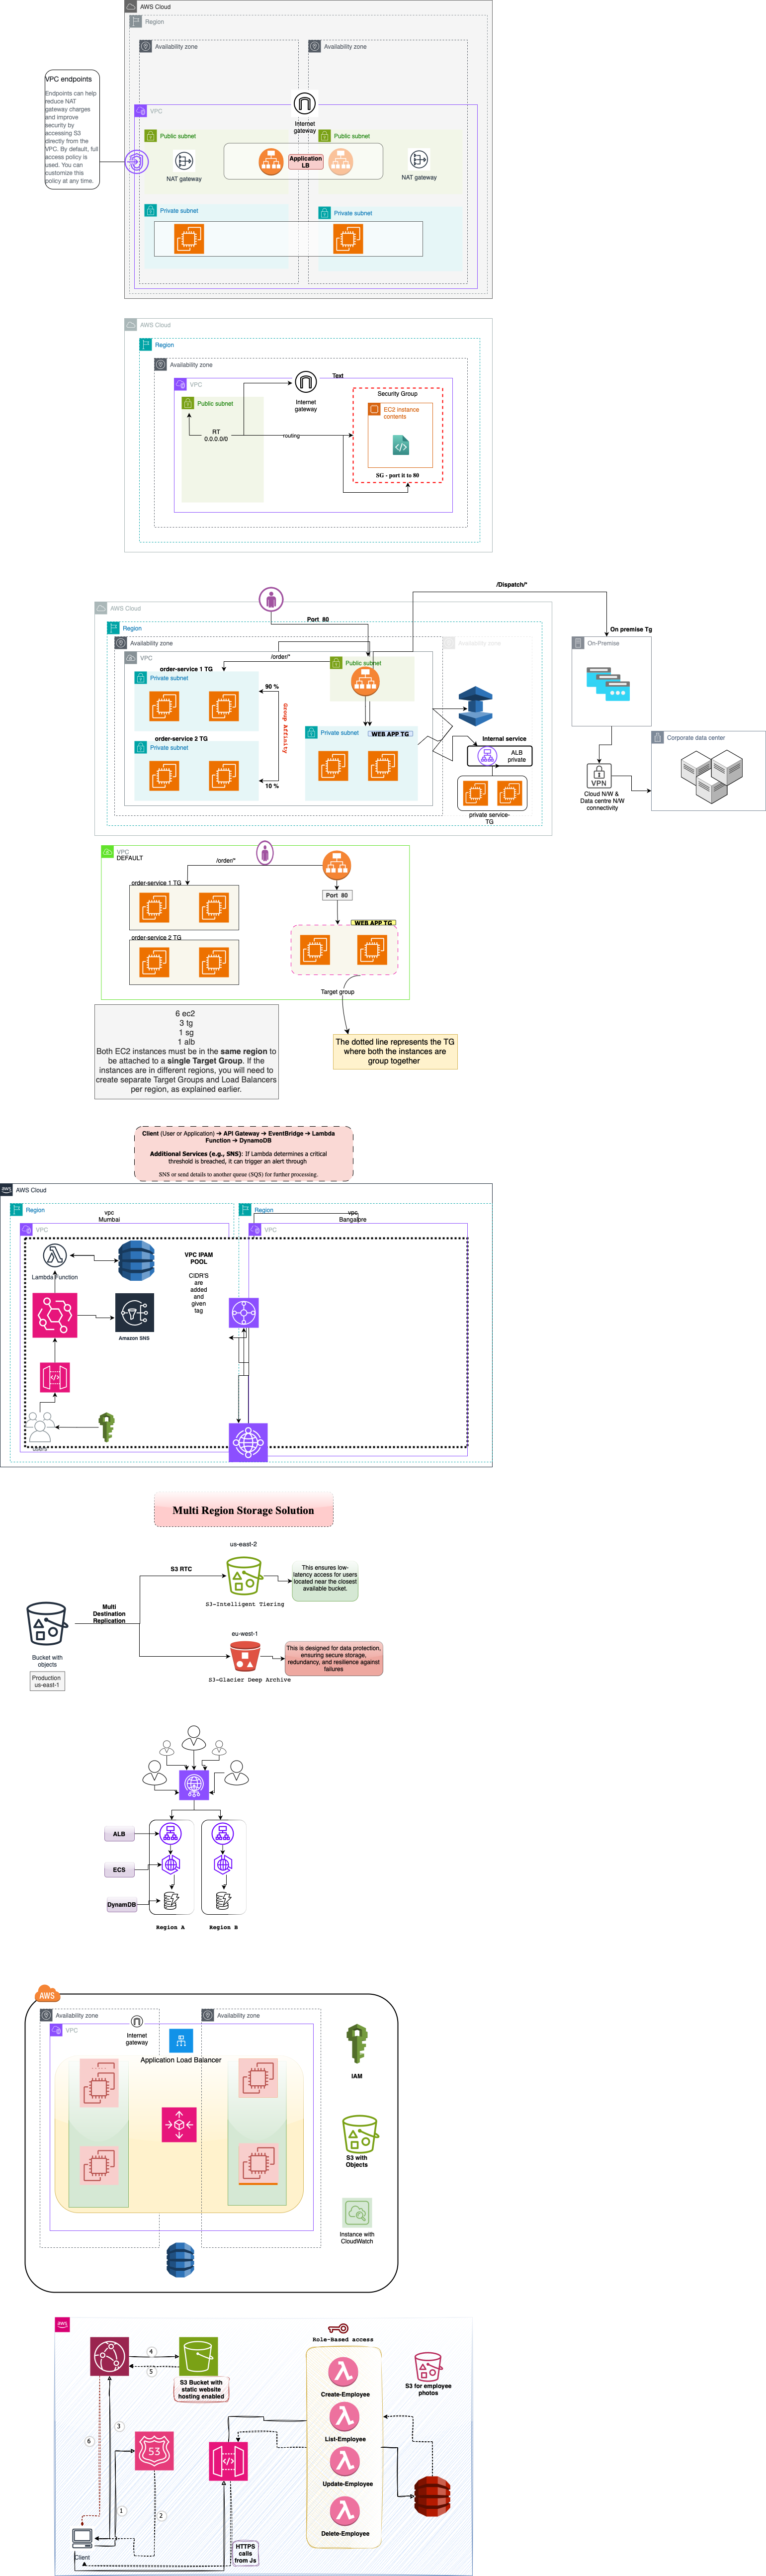 AWS Cloud
Region
Availability zone
Availability zone
VPC endpoints
Endpoints can help
reduce NAT
gateway charges
and improve
security by
accessing S3
directly from the
VPC. By default, full
access policy is
used. You can
customize this
policy at any time.
VPC
Internet
gateway
Public subnet
Public subnet
NAT gateway
Application
LB
NAT gateway
Private subnet
Private subnet
AWS Cloud
Region
Availability zone
VPC
Text
Internet
gateway
Security Group
Public subnet
EC2 instance
contents
RT
0.0.0.0/0
routing
SG - port it to 80
/Dispatch/*
AWS Cloud
Port 80
Region
On premise Tg
Availability zone
Availability zone
On-Premise
VPC
/order/*
Public subnet
order-service 1 TG
Private subnet
90 %
Group Affinity
order-service 2 TG
Private subnet
10 %
Private subnet
WEB APP TG
Internal service
ALB
private
private service-
TG
Corporate data center
VPN
Cloud N/W &
Data centre N/W
connectivity
VPC
DEFAULT
/order/*
order-service 1 TG
Port 80
WEB APP TG
order-service 2 TG
Target group
6 ec2
3 tg
1 sg
1 alb
Both EC2 instances must be in the same region to
be attached to a single Target Group. If the
instances are in different regions, you will need to
create separate Target Groups and Load Balancers
per region, as explained earlier.
The dotted line represents the TG
where both the instances are
group together
Client (User or Application) ➔ API Gateway ➔ EventBridge ➔ Lambda
Function ➔ DynamoDB
Additional Services (e.g., SNS): If Lambda determines a critical
threshold is breached, it can trigger an alert through
SNS or send details to another queue (SQS) for further processing.
aws
AWS Cloud
Region
vpc
Mumbai
Region
vpc
Bangalore
VPC
VPC
VPC IPAM
POOL
CIDR'S
are
added
and
given
tag
Lambda Function
Amazon SNS
users
Multi Region Storage Solution
us-east-2
S3 RTC
This ensures low-
latency access for users
located near the closest
available bucket.
S3-Intelligent Tiering
Multi
Destination
Replication
eu-west-1
Bucket with
objects
This is designed for data protection,
ensuring secure storage,
redundancy, and resilience against
failures
Production
us-east-1
S3-Glacier Deep Archive
ALB
ECS
DynamDB
Region A
Region B
AWS
Availability zone
Availability zone
VPC
Internet
gateway
Application Load Balancer
IAM
S3 with
Objects
Instance with
CloudWatch
aws
Role-Based access
4
5
S3 Bucket with
static website
hosting enabled
Create-Employee
S3 for employee
photos
3
6
53
List-Employee
Update-Employee
1
2
Delete-Employee
Client
HTTPS
calls
from Js